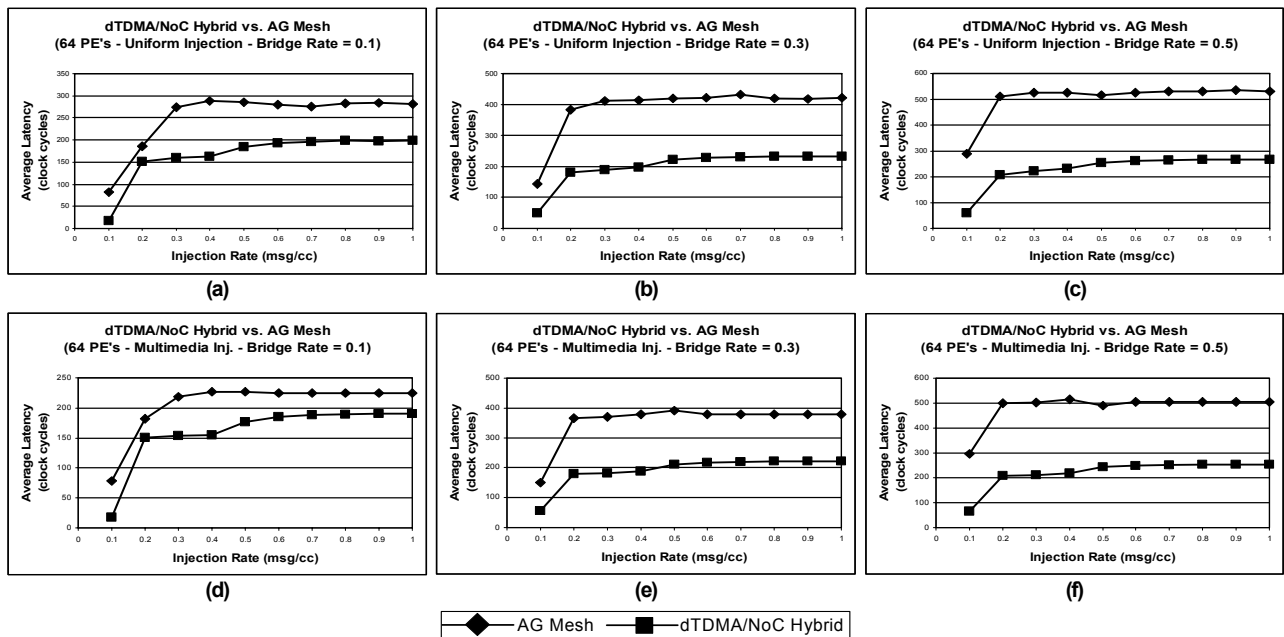 dTDMA/NoC Hybrid vs. AG Mesh
(64 PE's - Uniform Injection - Bridge Rate = 0.1)
Average Latency
(clock cycles)
350
300
250
200
150
100
50
0
0 0.1 0.2 0.3 0.4 0.5 0.6 0.7 0.8 0.9 1
Injection Rate (msg/cc)
(a)
dTDMA/NoC Hybrid vs. AG Mesh
(64 PE's - Uniform Injection - Bridge Rate = 0.3)
Average Latency
(clock cycles)
500
400
300
200
100
0
0 0.1 0.2 0.3 0.4 0.5 0.6 0.7 0.8 0.9 1
Injection Rate (msg/cc)
(b)
dTDMA/NoC Hybrid vs. AG Mesh
(64 PE's - Uniform Injection - Bridge Rate = 0.5)
Average Latency
(clock cycles)
600
500
400
300
200
100
0
0 0.1 0.2 0.3 0.4 0.5 0.6 0.7 0.8 0.9 1
Injection Rate (msg/cc)
(c)
dTDMA/NoC Hybrid vs. AG Mesh
(64 PE's - Multimedia Inj. - Bridge Rate = 0.1)
Average Latency
(clock cycles)
250
200
150
100
50
0
0 0.1 0.2 0.3 0.4 0.5 0.6 0.7 0.8 0.9 1
Injection Rate (msg/cc)
(d)
dTDMA/NoC Hybrid vs. AG Mesh
(64 PE's - Multimedia Inj. - Bridge Rate = 0.3)
Average Latency
(clock cycles)
500
400
300
200
100
0
0 0.1 0.2 0.3 0.4 0.5 0.6 0.7 0.8 0.9 1
Injection Rate (msg/cc)
(e)
dTDMA/NoC Hybrid vs. AG Mesh
(64 PE's - Multimedia Inj. - Bridge Rate = 0.5)
Average Latency
(clock cycles)
600
500
400
300
200
100
0
0 0.1 0.2 0.3 0.4 0.5 0.6 0.7 0.8 0.9 1
Injection Rate (msg/cc)
(f)
AG Mesh dTDMA/NoC Hybrid